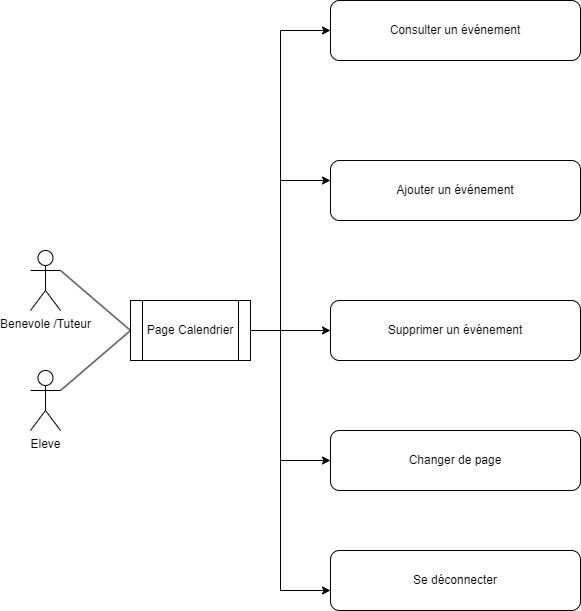 Consulter un événement
Ajouter un événement
Benevole /Tuteur
Page Calendrier
Supprimer un événement
Eleve
Changer de page
Se déconnecter